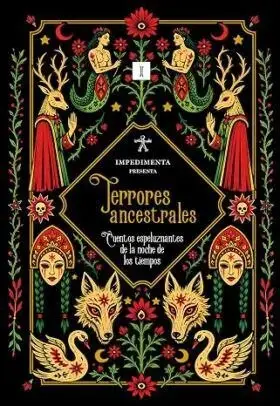 IMPEDIMENTA
PRESENTA
Terrores
ancestrales
Cuentos espeluznantes
de la noche de
los tiempos